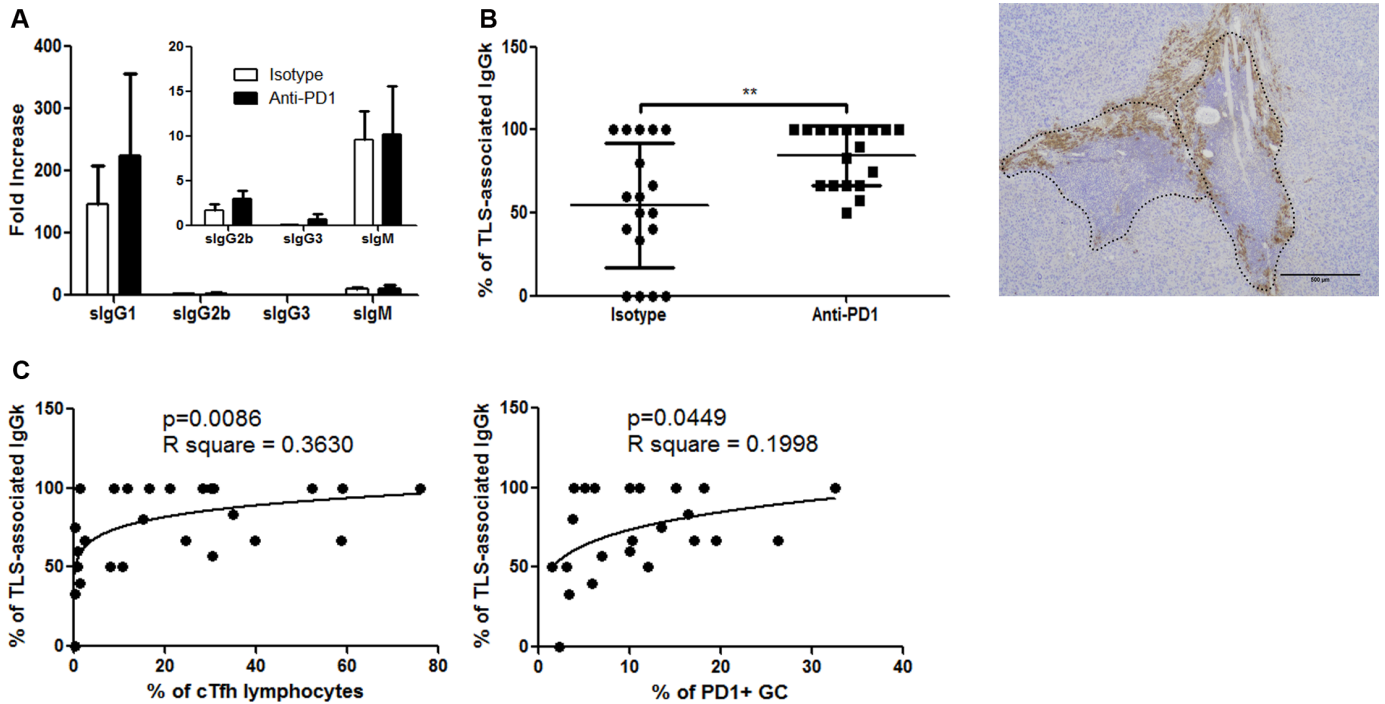 A
Fold Increase
400
300
200
100
0
sIgG1
sIgG2b
sIgG3
sIgM
20
15
10
5
0
sIgG2b
sIgG3
sIgM
Isotype
Anti-PD1
B
% of TLS-associated IgGk
150
100
50
0
**
Isotype
Anti-PD1
500 µm
C
% of TLS-associated IgGk
150
100
50
0
p=0.0086
R square = 0.3630
0
20
40
60
80
% of cTfh lymphocytes
% of TLS-associated IgGk
150
100
50
0
p=0.0449
R square = 0.1998
0
10
20
30
40
% of PD1+ GC